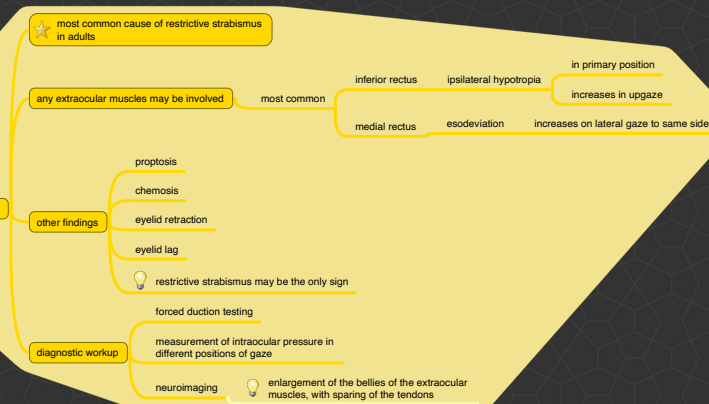 most common cause of restrictive strabismus
in adults
any extraocular muscles may be involved
most common
inferior rectus
ipsilateral hypotropia
in primary position
increases in upgaze
medial rectus
esodeviation
increases on lateral gaze to same side
other findings
proptosis
chemosis
eyelid retraction
eyelid lag
restrictive strabismus may be the only sign
diagnostic workup
forced duction testing
measurement of intraocular pressure in
different positions of gaze
neuroimaging
enlargement of the bellies of the extraocular
muscles, with sparing of the tendons